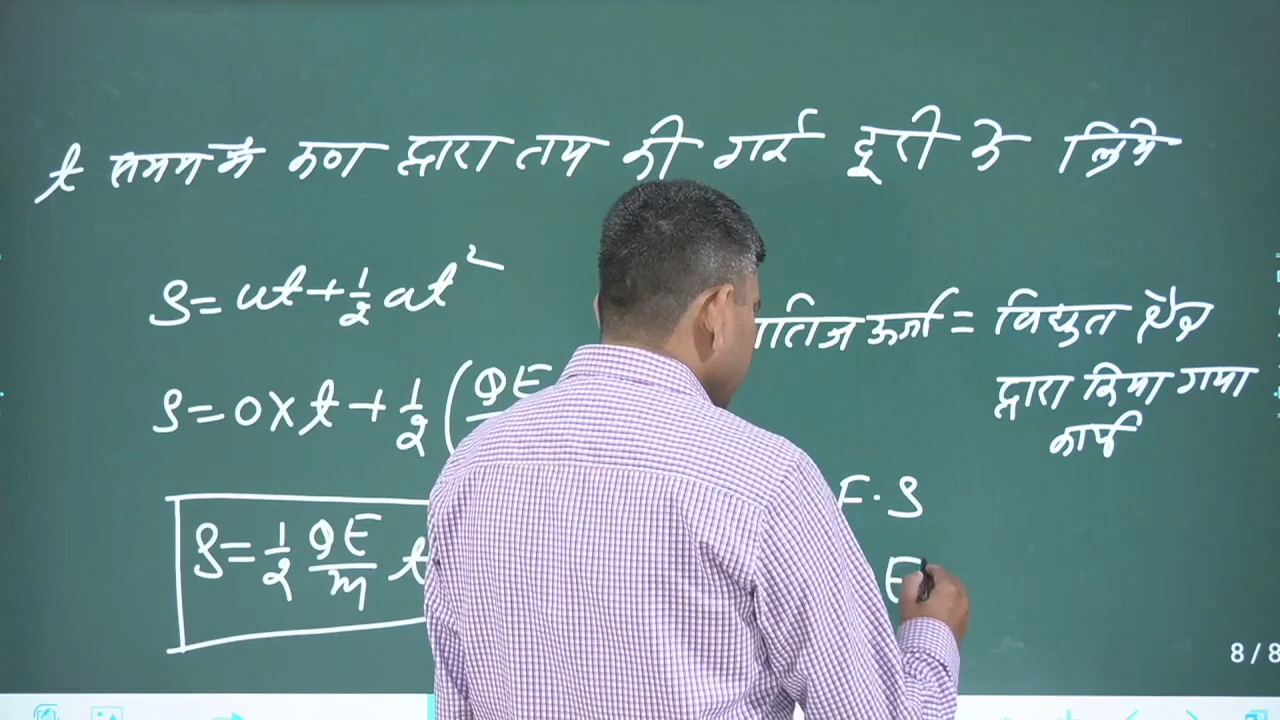 t समय में कण द्वारा तय की गई दूरी के लिये
S = ut + 1/2 at²
S = 0 × t + 1/2 (QE
S = 1/2 QE/m t
गतिज ऊर्जा = विद्युत क्षेत्र
द्वारा किया गया
कार्य
F·S
E
8 / 8